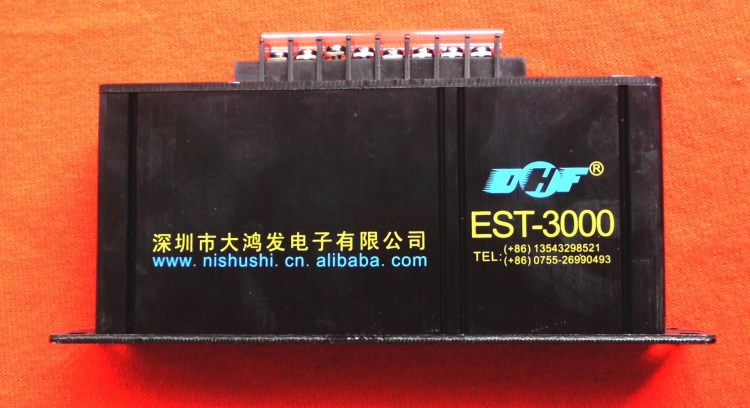 DHF®
EST-3000
深圳市大鸿发电子有限公司
www. nishushi. cn. alibaba. com
(+86) 13543298521
TEL:
(+86) 0755-26990493